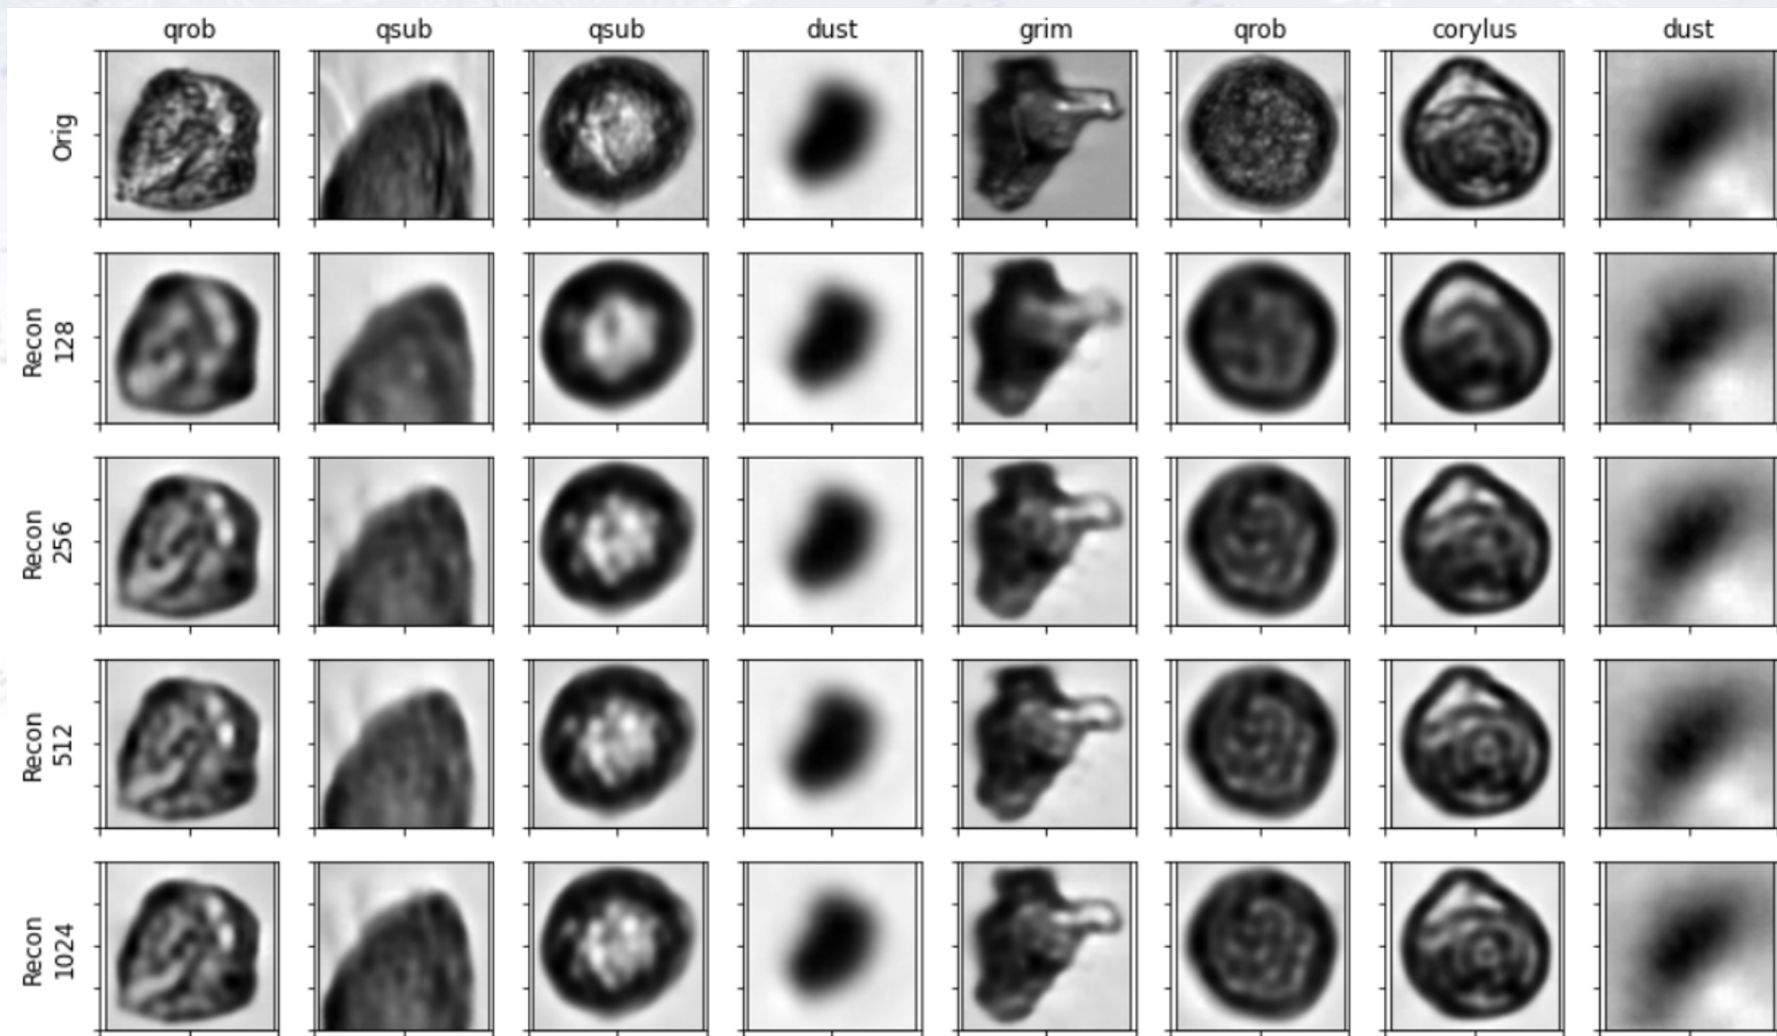 qrob qsub qsub dust grim qrob corylus dust
Orig
Recon
128
Recon
256
Recon
512
Recon
1024